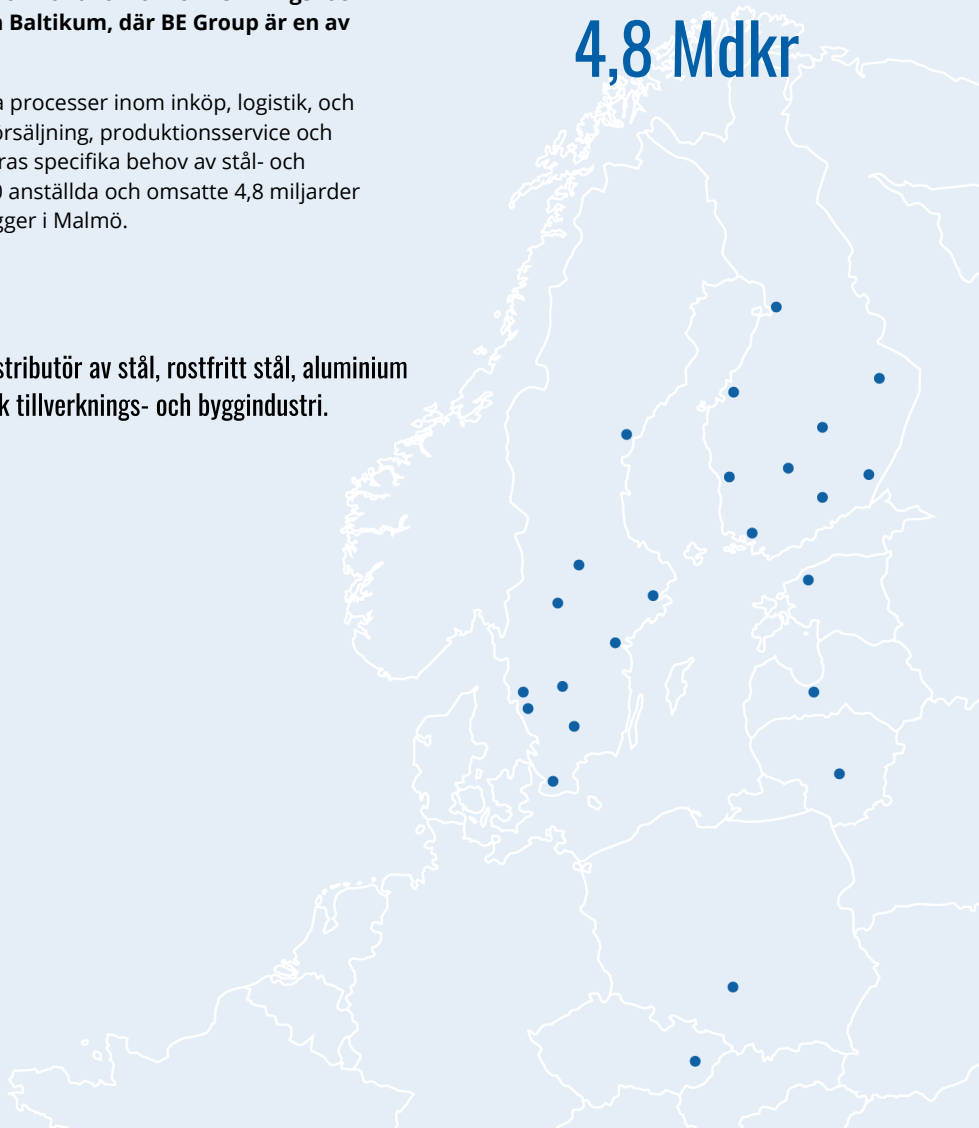 Baltikum, där BE Group är en av
4,8 Mdkr
processer inom inköp, logistik, och
örsäljning, produktionsservice och
ras specifika behov av stål- och
anställda och omsatte 4,8 miljarder
gger i Malmö.
stributör av stål, rostfritt stål, aluminium
k tillverknings- och byggindustri.